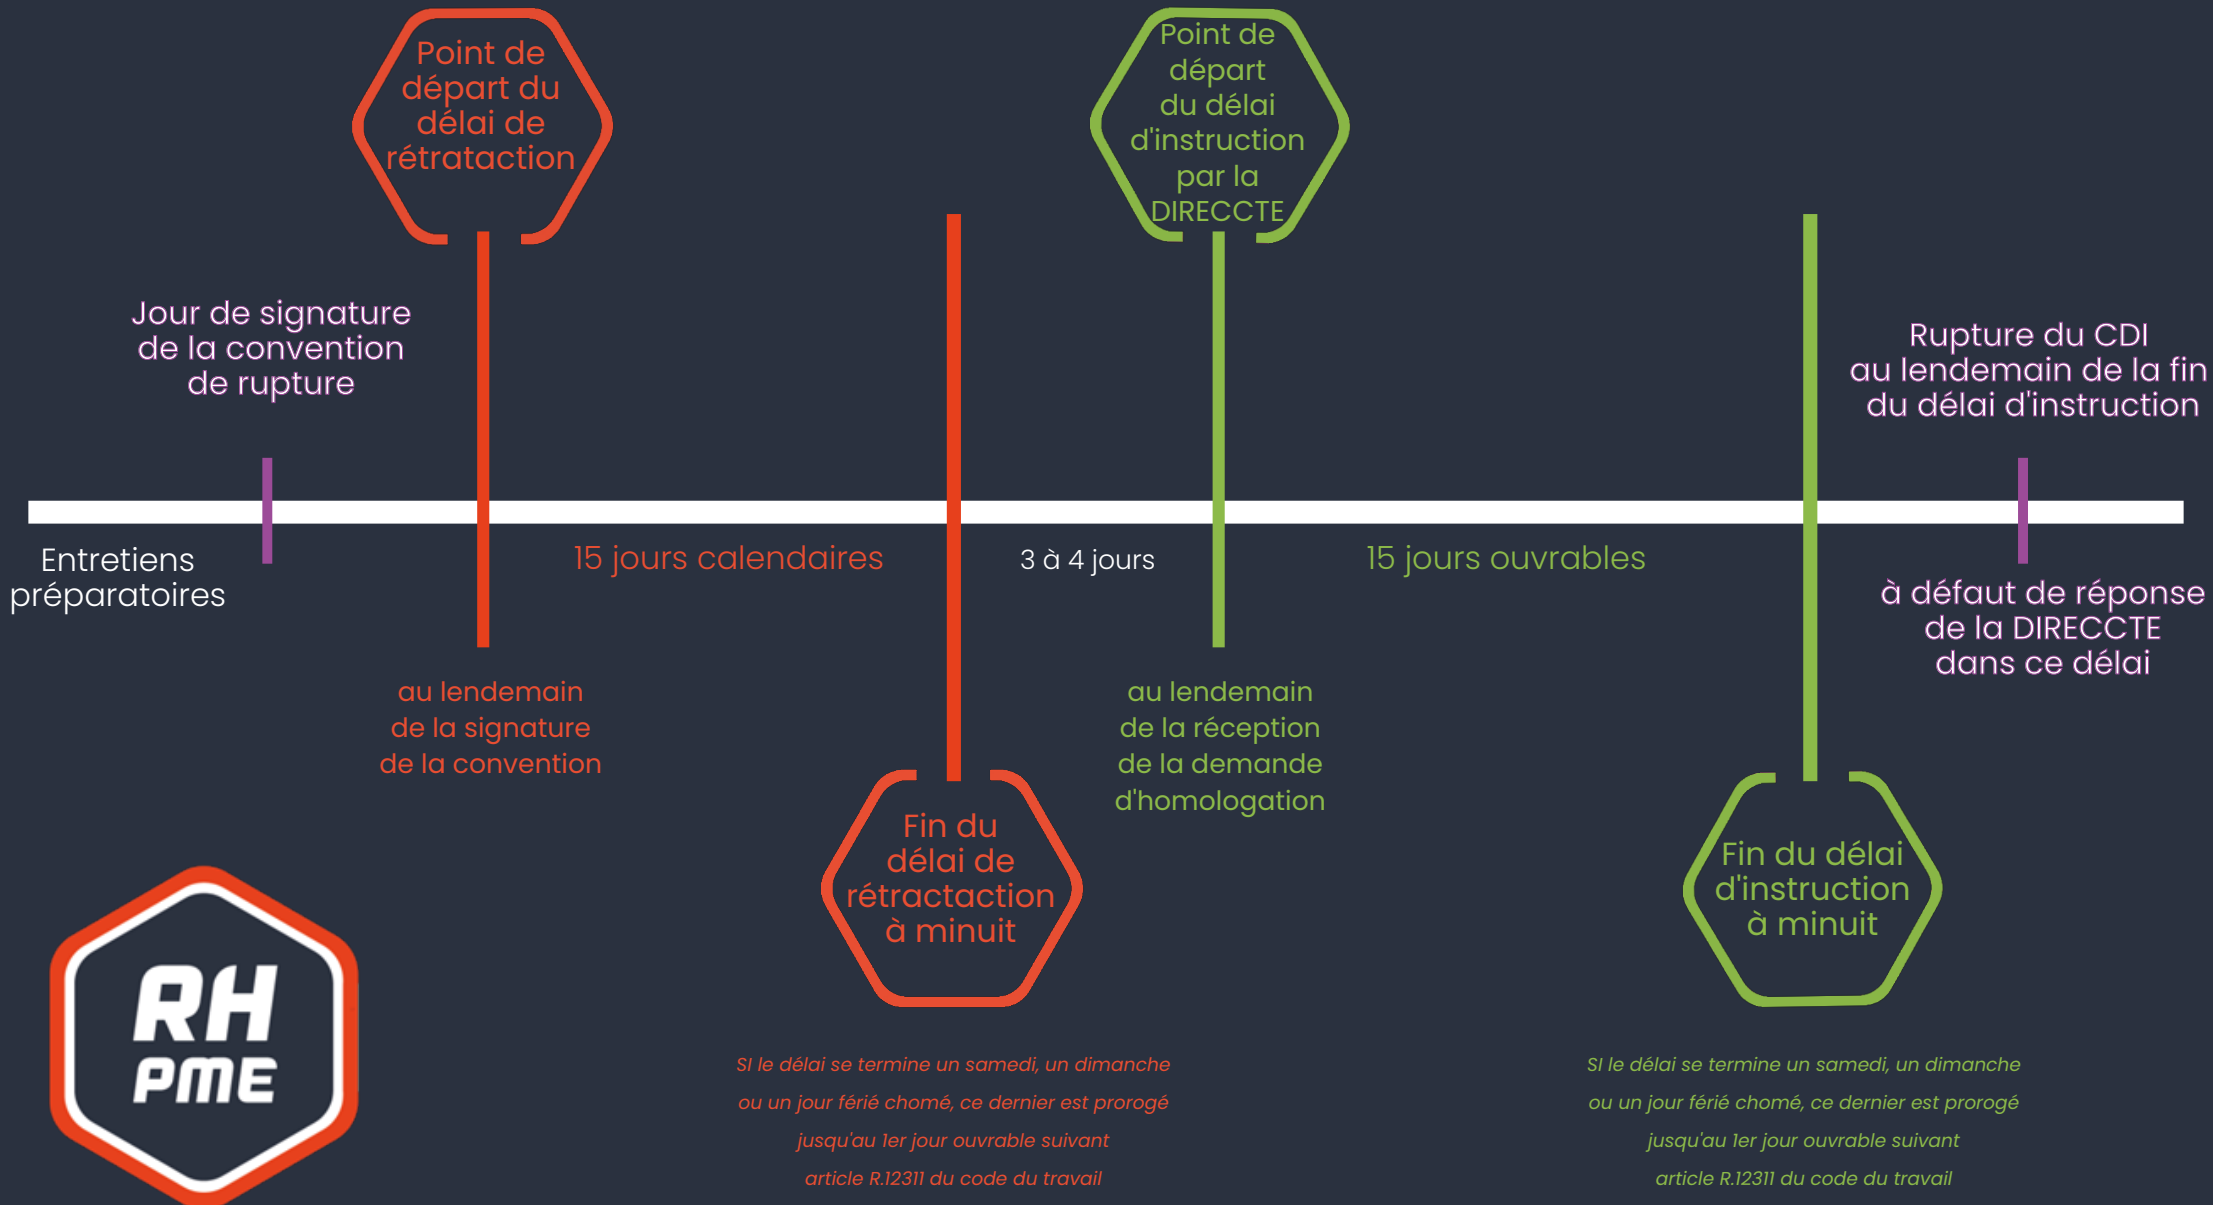 Point de
départ du
délai de
rétrataction
Point de
départ
du délai
d'instruction
par la
DIRECCTE
Jour de signature
de la convention
de rupture
Rupture du CDI
au lendemain de la fin
du délai d'instruction
Entretiens
préparatoires
15 jours calendaires
3 à 4 jours
15 jours ouvrables
à défaut de réponse
de la DIRECCTE
dans ce délai
au lendemain
de la signature
de la convention
au lendemain
de la réception
de la demande
d'homologation
Fin du
délai de
rétractaction
à minuit
Fin du délai
d'instruction
à minuit
RH
PME
SI le délai se termine un samedi, un dimanche
ou un jour férié chomé, ce dernier est prorogé
jusqu'au 1er jour ouvrable suivant
article R.12311 du code du travail
SI le délai se termine un samedi, un dimanche
ou un jour férié chomé, ce dernier est prorogé
jusqu'au 1er jour ouvrable suivant
article R.12311 du code du travail